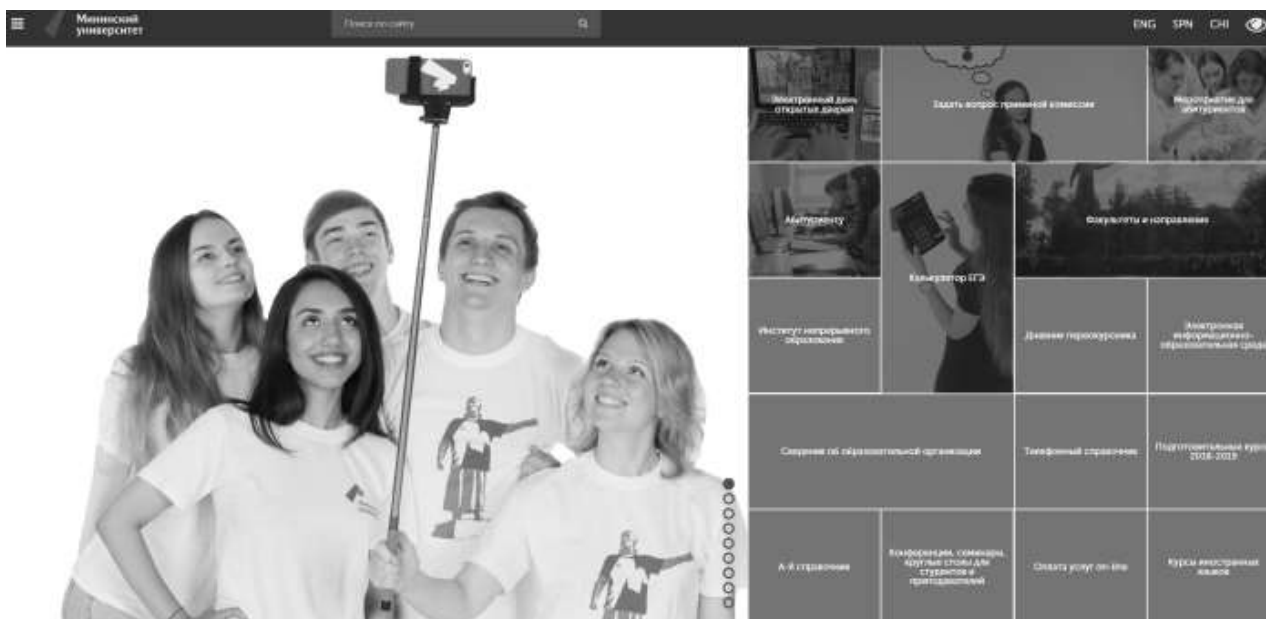 Мининский
университет
Поиск по сайту
ENG SPN CHI
Электронный день
открытых дверей
Задать вопрос приемной комиссии
Мероприятия для
абитуриентов
Абитуриенту
Калькулятор ЕГЭ
Факультеты и направления
Институт непрерывного
образования
Дневник первокурсника
Электронная
информационно-
образовательная среда
Сведения об образовательной организации
Телефонный справочник
Подготовительные курсы
2018-2019
А-Я справочник
Конференции, семинары,
круглые столы для
студентов и
преподавателей
Оплата услуг on-line
Курсы иностранных
языков